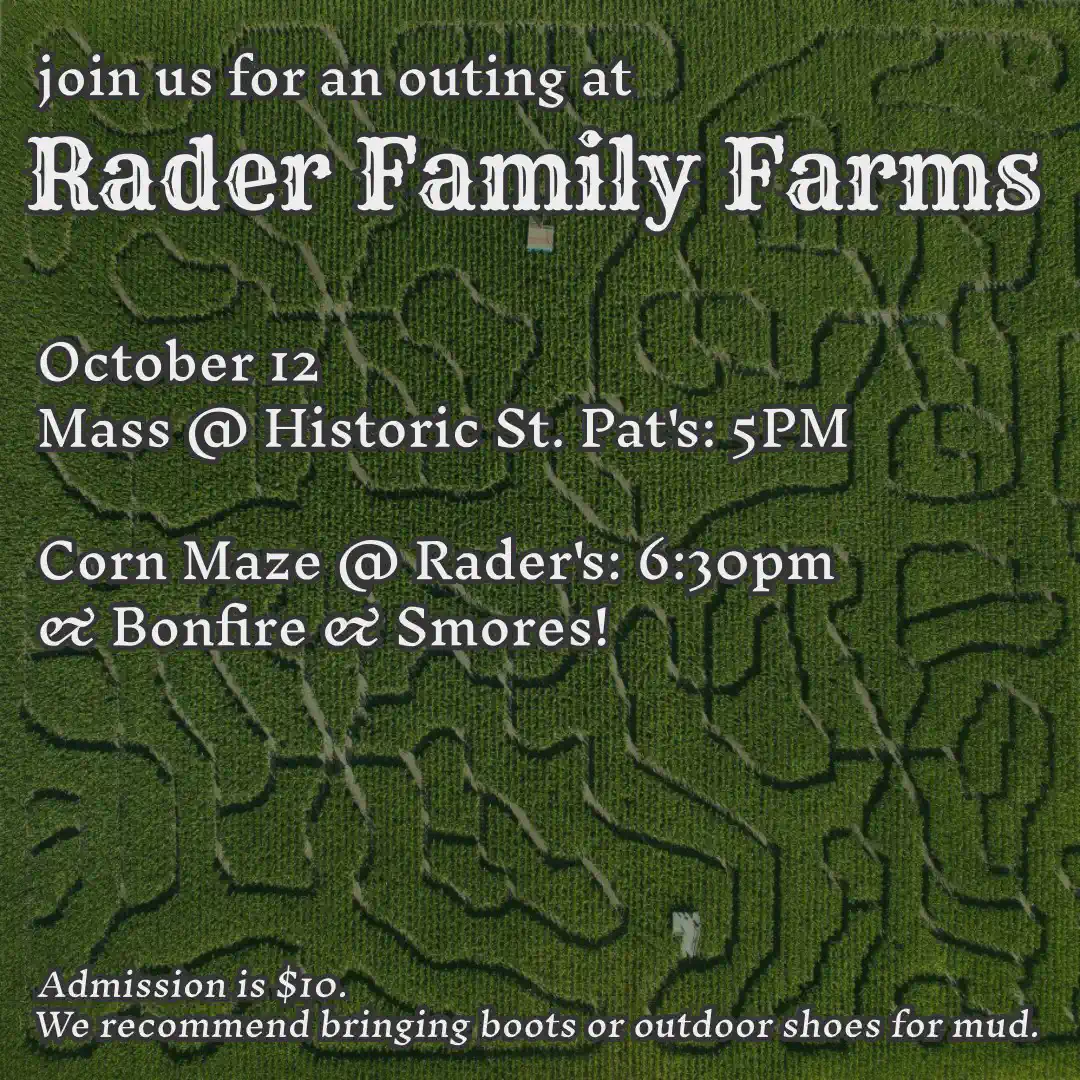 join us for an outing at
Rader Family Farms
October 12
Mass @ Historic St. Pat's: 5PM
Corn Maze @ Rader's: 6:30pm
& Bonfire & Smores!
Admission is $10.
We recommend bringing boots or outdoor shoes for mud.